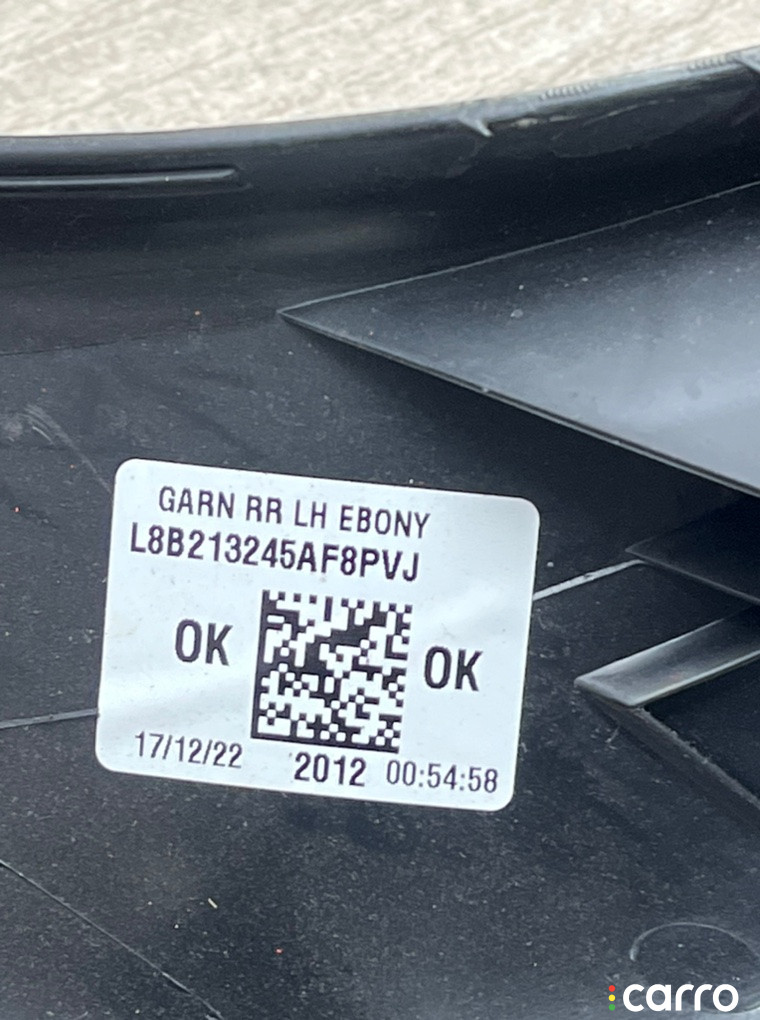 GARN RR LH EBONY
L8B213245AF8PVJ
OK OK
17/12/22 2012 00:54:58
carro